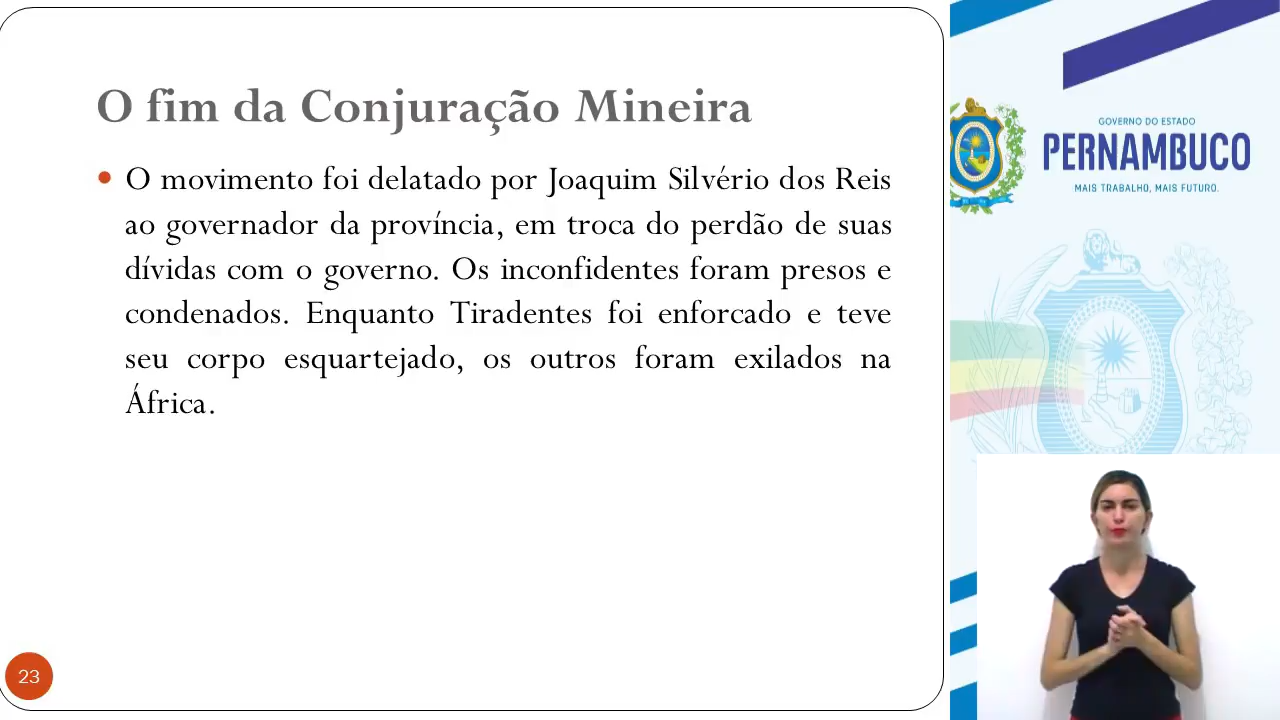 O fim da Conjuração Mineira
• O movimento foi delatado por Joaquim Silvério dos Reis
ao governador da província, em troca do perdão de suas
dívidas com o governo. Os inconfidentes foram presos e
condenados. Enquanto Tiradentes foi enforcado e teve
seu corpo esquartejado, os outros foram exilados na
África.
23
GOVERNO DO ESTADO
PERNAMBUCO
MAIS TRABALHO, MAIS FUTURO.